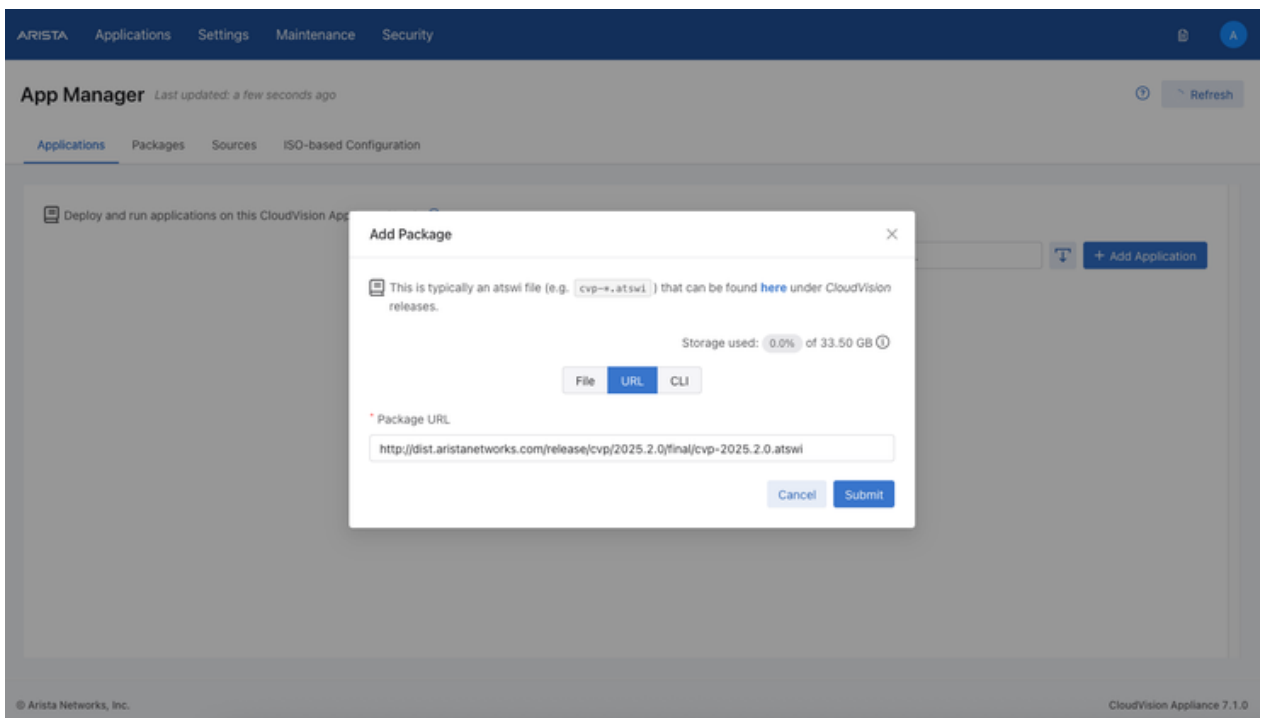 ARISTA Applications Settings Maintenance Security A
App Manager Last updated: a few seconds ago Refresh
Applications Packages Sources ISO-based Configuration
Deploy and run applications on this CloudVision App
+ Add Application
Add Package
This is typically an atswi file (e.g. cvp-*.atswi ) that can be found here under CloudVision
releases.
Storage used: 0.0% of 33.50 GB
File URL CLI
* Package URL
http://dist.aristanetworks.com/release/cvp/2025.2.0/final/cvp-2025.2.0.atswi
Cancel Submit
© Arista Networks, Inc. CloudVision Appliance 7.1.0